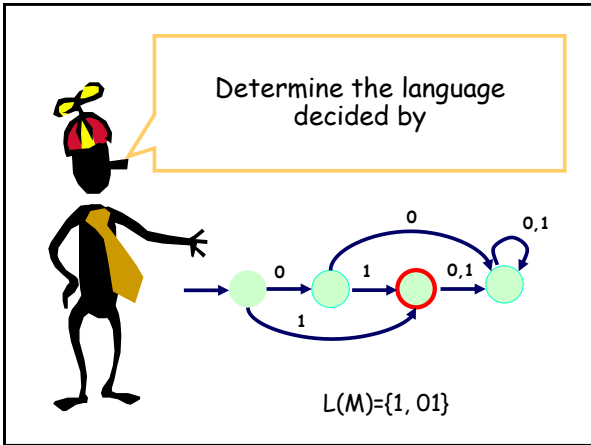 Determine the language
decided by
0
0,1
0
1
0,1
1
L(M)={1, 01}